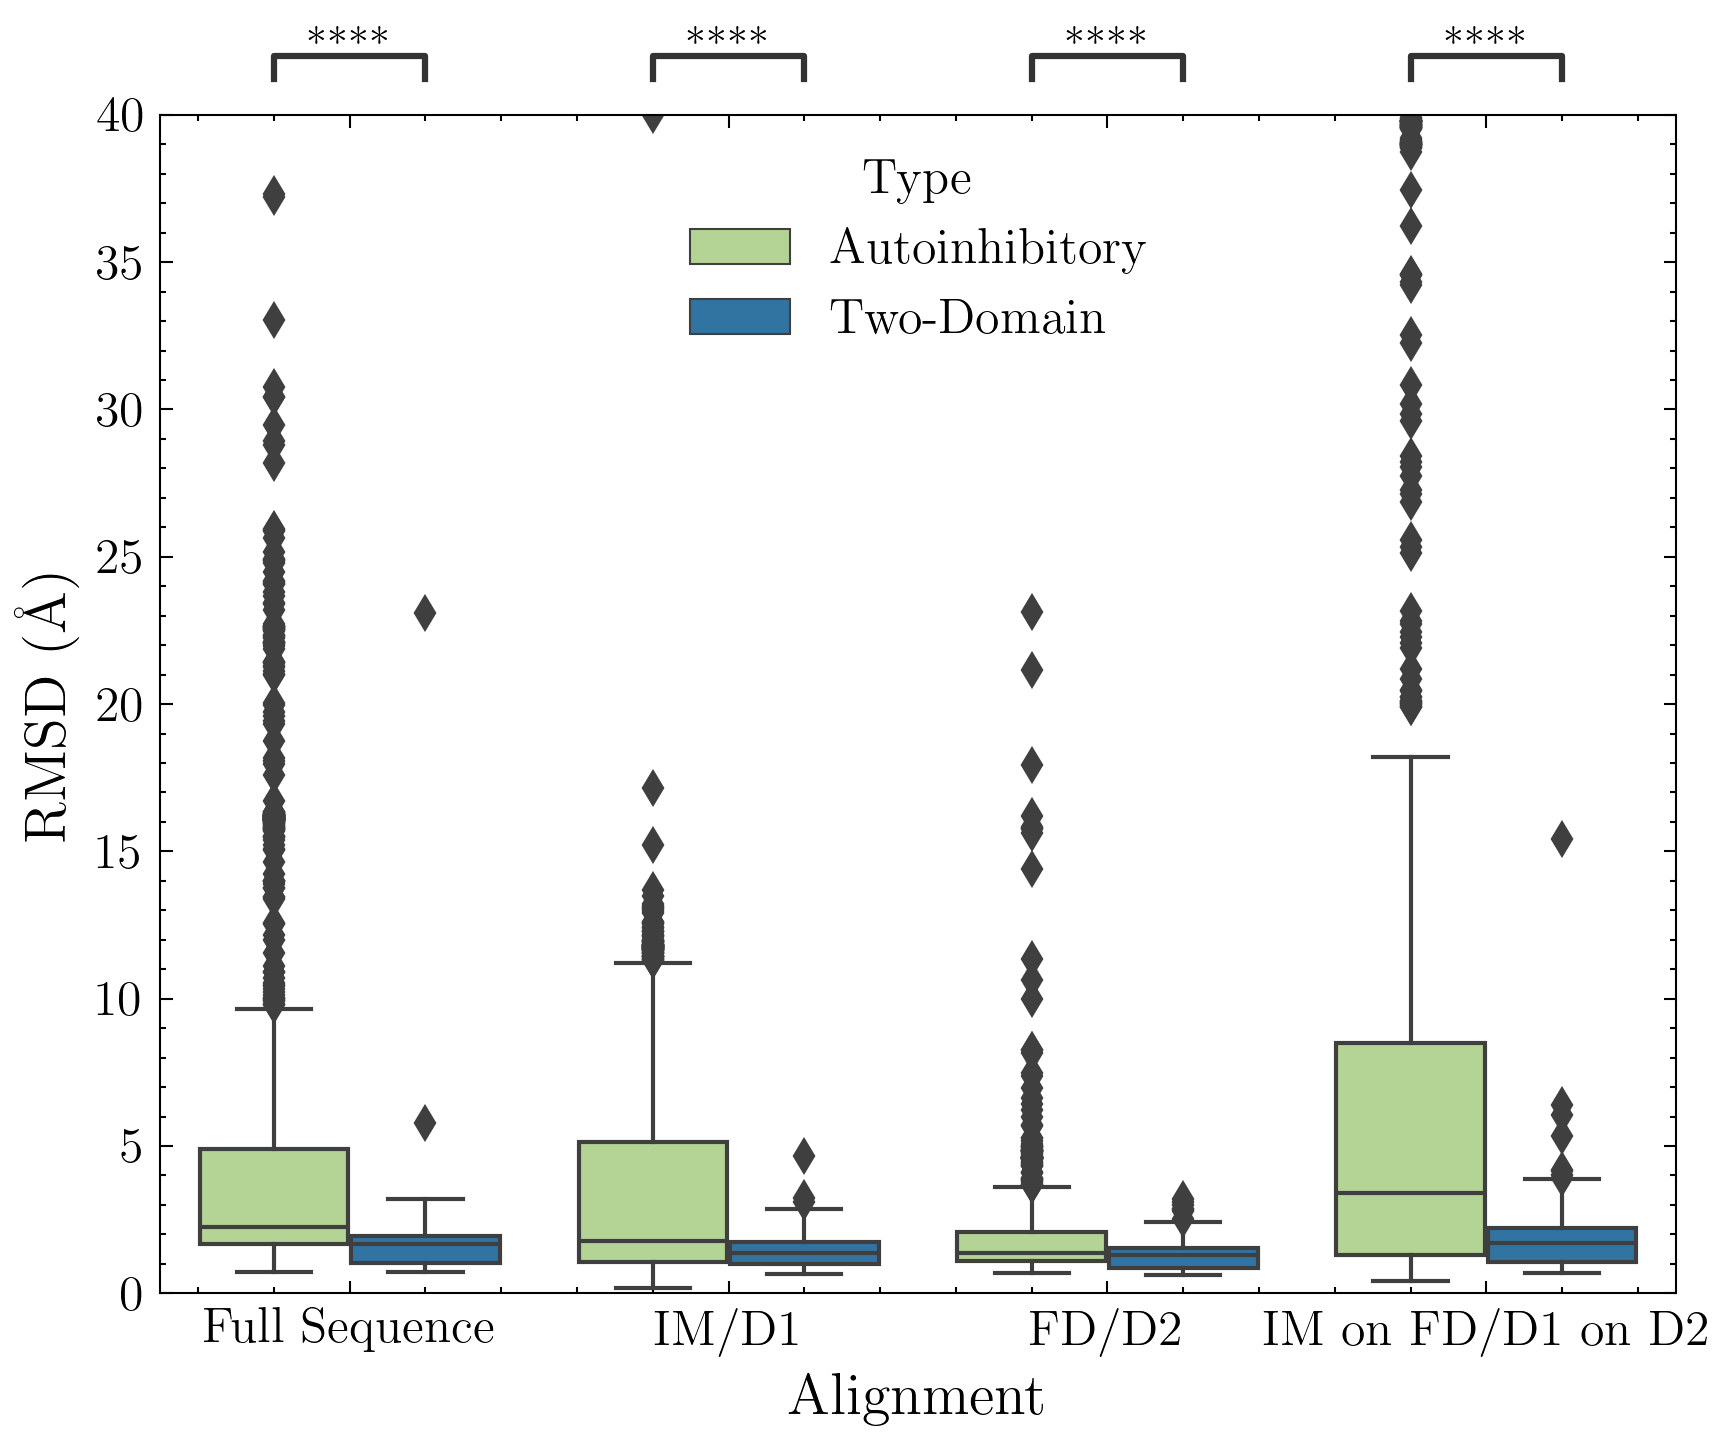 **** **** **** ****
40
35
30
25
20
15
10
5
0
RMSD (Å)
Type
Autoinhibitory
Two-Domain
Full Sequence IM/D1 FD/D2 IM on FD/D1 on D2
Alignment